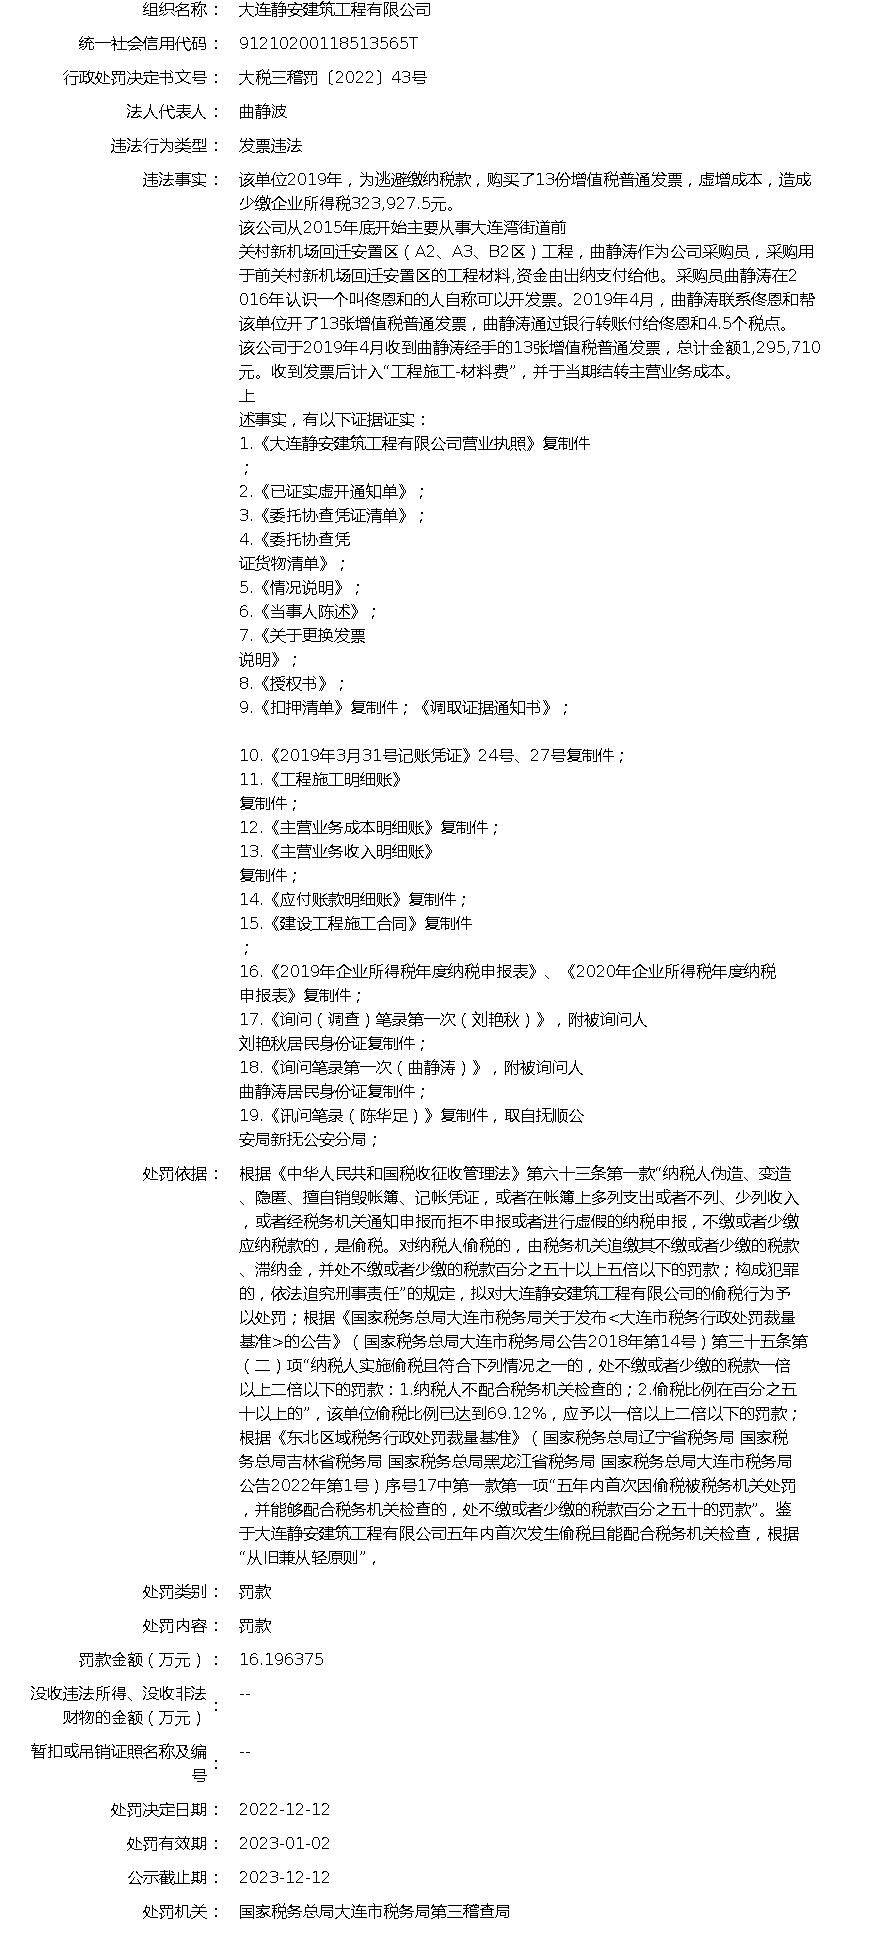 组织名称： 大连静安建筑工程有限公司
统一社会信用代码： 91210200118513565T
行政处罚决定书文号： 大税三稽罚〔2022〕43号
法人代表人： 曲静波
违法行为类型： 发票违法
违法事实： 该单位2019年，为逃避缴纳税款，购买了13份增值税普通发票，虚增成本，造成
少缴企业所得税323,927.5元。
该公司从2015年底开始主要从事大连湾街道前
关村新机场回迁安置区（A2、A3、B2区）工程，曲静涛作为公司采购员，采购用
于前关村新机场回迁安置区的工程材料,资金由出纳支付给他。采购员曲静涛在2
016年认识一个叫佟恩和的人自称可以开发票。2019年4月，曲静涛联系佟恩和帮
该单位开了13张增值税普通发票，曲静涛通过银行转账付给佟恩和4.5个税点。
该公司于2019年4月收到曲静涛经手的13张增值税普通发票，总计金额1,295,710
元。收到发票后计入“工程施工-材料费”，并于当期结转主营业务成本。
上
述事实，有以下证据证实：
1.《大连静安建筑工程有限公司营业执照》复制件
；
2.《已证实虚开通知单》；
3.《委托协查凭证清单》；
4.《委托协查凭
证货物清单》；
5.《情况说明》；
6.《当事人陈述》；
7.《关于更换发票
说明》；
8.《授权书》；
9.《扣押清单》复制件；《调取证据通知书》；
10.《2019年3月31号记账凭证》24号、27号复制件；
11.《工程施工明细账》
复制件；
12.《主营业务成本明细账》复制件；
13.《主营业务收入明细账》
复制件；
14.《应付账款明细账》复制件；
15.《建设工程施工合同》复制件
；
16.《2019年企业所得税年度纳税申报表》、《2020年企业所得税年度纳税
申报表》复制件；
17.《询问（调查）笔录第一次（刘艳秋）》，附被询问人
刘艳秋居民身份证复制件；
18.《询问笔录第一次（曲静涛）》，附被询问人
曲静涛居民身份证复制件；
19.《讯问笔录（陈华足）》复制件，取自抚顺公
安局新抚公安分局；
处罚依据： 根据《中华人民共和国税收征收管理法》第六十三条第一款“纳税人伪造、变造
、隐匿、擅自销毁帐簿、记帐凭证，或者在帐簿上多列支出或者不列、少列收入
，或者经税务机关通知申报而拒不申报或者进行虚假的纳税申报，不缴或者少缴
应纳税款的，是偷税。对纳税人偷税的，由税务机关追缴其不缴或者少缴的税款
、滞纳金，并处不缴或者少缴的税款百分之五十以上五倍以下的罚款；构成犯罪
的，依法追究刑事责任”的规定，拟对大连静安建筑工程有限公司的偷税行为予
以处罚；根据《国家税务总局大连市税务局关于发布<大连市税务行政处罚裁量
基准>的公告》（国家税务总局大连市税务局公告2018年第14号）第三十五条第
（二）项“纳税人实施偷税且符合下列情况之一的，处不缴或者少缴的税款一倍
以上二倍以下的罚款：1.纳税人不配合税务机关检查的；2.偷税比例在百分之五
十以上的”，该单位偷税比例已达到69.12%，应予以一倍以上二倍以下的罚款；
根据《东北区域税务行政处罚裁量基准》（国家税务总局辽宁省税务局 国家税
务总局吉林省税务局 国家税务总局黑龙江省税务局 国家税务总局大连市税务局
公告2022年第1号）序号17中第一款第一项“五年内首次因偷税被税务机关处罚
，并能够配合税务机关检查的，处不缴或者少缴的税款百分之五十的罚款”。鉴
于大连静安建筑工程有限公司五年内首次发生偷税且能配合税务机关检查，根据
“从旧兼从轻原则”，
处罚类别： 罚款
处罚内容： 罚款
罚款金额（万元）： 16.196375
没收违法所得、没收非法
财物的金额（万元）： --
暂扣或吊销证照名称及编
号： --
处罚决定日期： 2022-12-12
处罚有效期： 2023-01-02
公示截止期： 2023-12-12
处罚机关： 国家税务总局大连市税务局第三稽查局